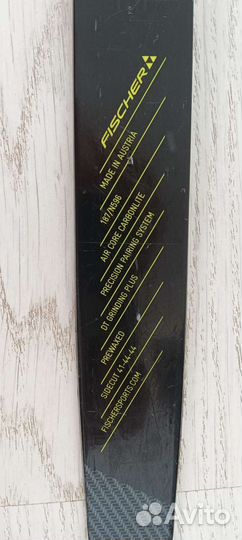 FISCHER
MADE IN AUSTRIA
187/N596
AIR CORE CARBONLITE
PRECISION PAIRING SYSTEM
DT GRINDING PLUS
PREWAXED
SIDECUT 41-44-44
FISCHERSPORTS.COM
Avito